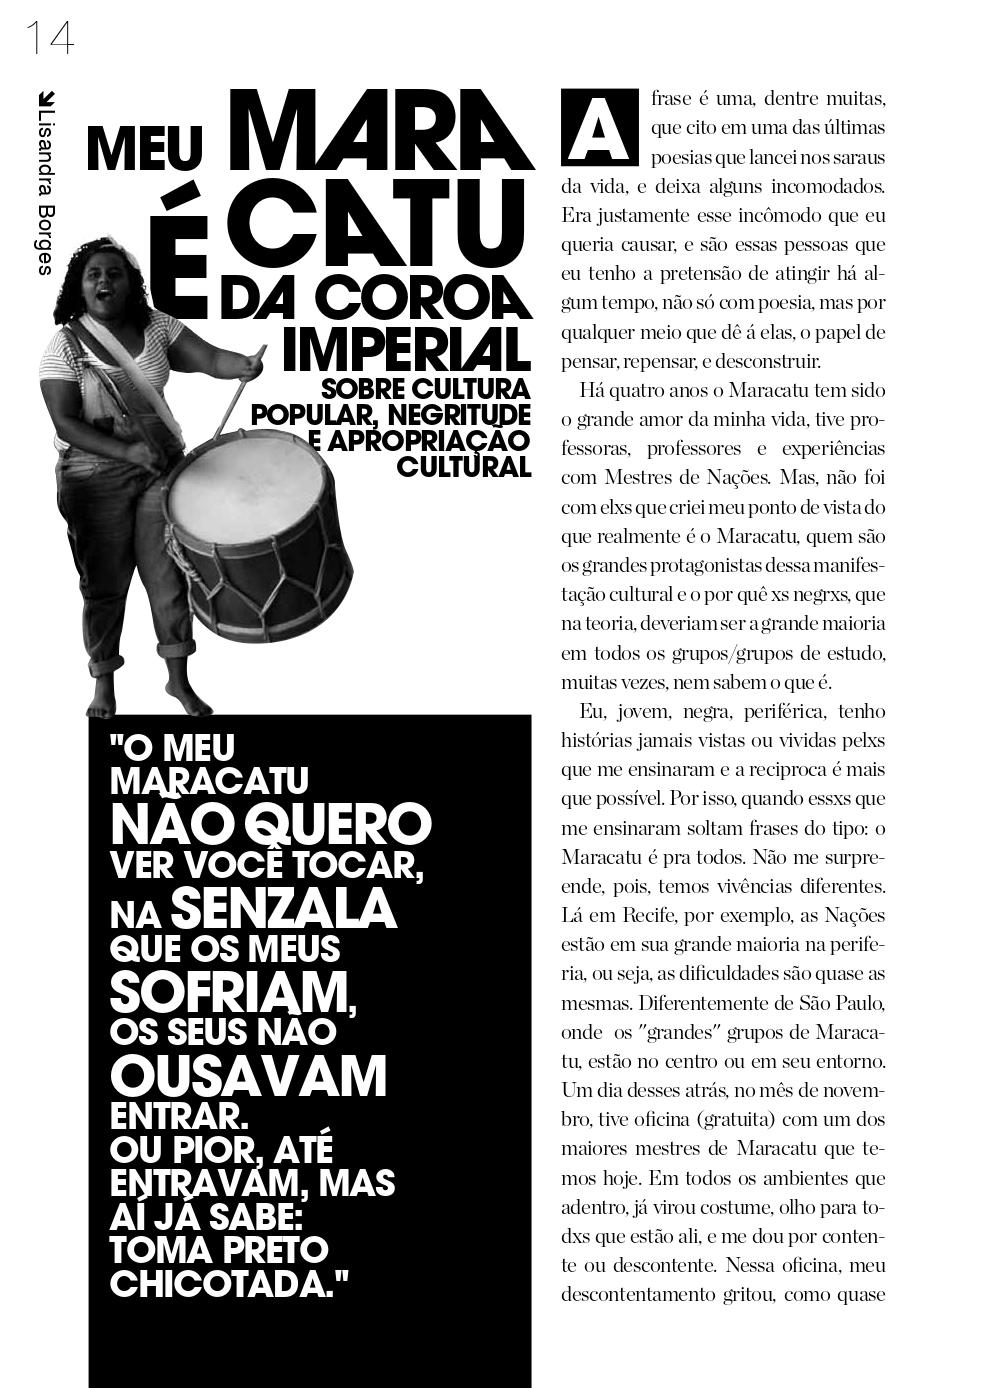 14
Lisandra Borges
MEU MARA
É CATU
DA COROA
IMPERIAL
SOBRE CULTURA
POPULAR, NEGRITUDE
E APROPRIAÇÃO
CULTURAL
"O MEU
MARACATU
NÃO QUERO
VER VOCÊ TOCAR,
NA SENZALA
QUE OS MEUS
SOFRIAM,
OS SEUS NÃO
OUSAVAM
ENTRAR.
OU PIOR, ATÉ
ENTRAVAM, MAS
AÍ JÁ SABE:
TOMA PRETO
CHICOTADA."
A frase é uma, dentre muitas,
que cito em uma das últimas
poesias que lancei nos saraus
da vida, e deixa alguns incomodados.
Era justamente esse incômodo que eu
queria causar, e são essas pessoas que
eu tenho a pretensão de atingir há al-
gum tempo, não só com poesia, mas por
qualquer meio que dê á elas, o papel de
pensar, repensar, e desconstruir.
Há quatro anos o Maracatu tem sido
o grande amor da minha vida, tive pro-
fessoras, professores e experiências
com Mestres de Nações. Mas, não foi
com elxs que criei meu ponto de vista do
que realmente é o Maracatu, quem são
os grandes protagonistas dessa manifes-
tação cultural e o por quê xs negrxs, que
na teoria, deveriam ser a grande maioria
em todos os grupos/grupos de estudo,
muitas vezes, nem sabem o que é.
Eu, jovem, negra, periférica, tenho
histórias jamais vistas ou vividas pelxs
que me ensinaram e a reciproca é mais
que possível. Por isso, quando essxs que
me ensinaram soltam frases do tipo: o
Maracatu é pra todos. Não me surpre-
ende, pois, temos vivências diferentes.
Lá em Recife, por exemplo, as Nações
estão em sua grande maioria na perife-
ria, ou seja, as dificuldades são quase as
mesmas. Diferentemente de São Paulo,
onde os "grandes" grupos de Maraca-
tu, estão no centro ou em seu entorno.
Um dia desses atrás, no mês de novem-
bro, tive oficina (gratuita) com um dos
maiores mestres de Maracatu que te-
mos hoje. Em todos os ambientes que
adentro, já virou costume, olho para to-
dxs que estão ali, e me dou por conten-
te ou descontente. Nessa oficina, meu
descontentamento gritou, como quase